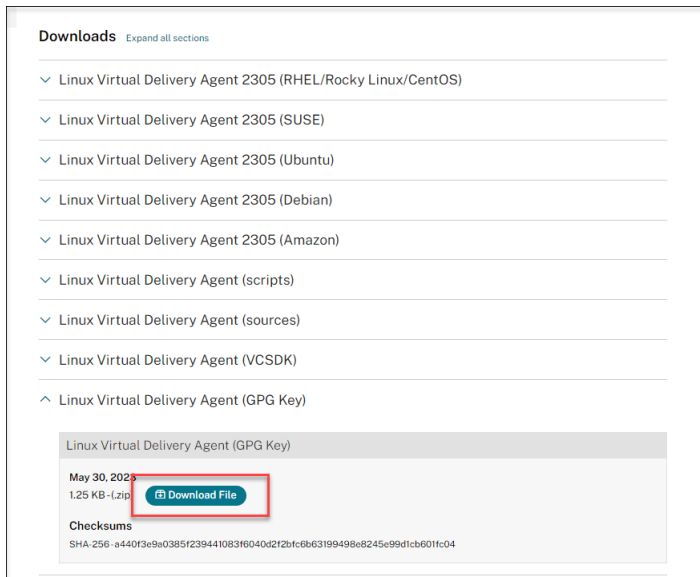 Downloads Expand all sections
Linux Virtual Delivery Agent 2305 (RHEL/Rocky Linux/CentOS)
Linux Virtual Delivery Agent 2305 (SUSE)
Linux Virtual Delivery Agent 2305 (Ubuntu)
Linux Virtual Delivery Agent 2305 (Debian)
Linux Virtual Delivery Agent 2305 (Amazon)
Linux Virtual Delivery Agent (scripts)
Linux Virtual Delivery Agent (sources)
Linux Virtual Delivery Agent (VCSDK)
Linux Virtual Delivery Agent (GPG Key)
Linux Virtual Delivery Agent (GPG Key)
May 30, 2023
1.25 KB - (.zip) Download File
Checksums
SHA-256 - a440f3e9a0385f239441083f6040d2f2bfc6b63199498e8245e99d1cb601fc04